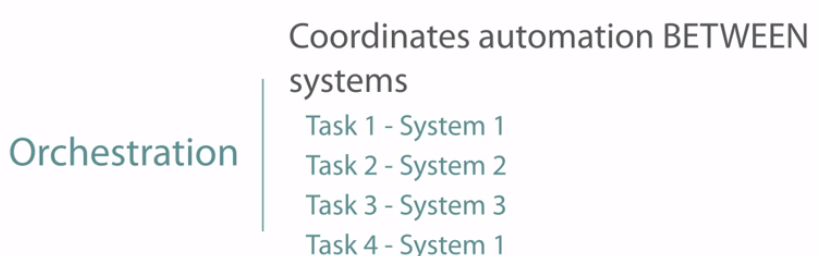 Coordinates automation BETWEEN
systems
Orchestration
Task 1 - System 1
Task 2 - System 2
Task 3 - System 3
Task 4 - System 1